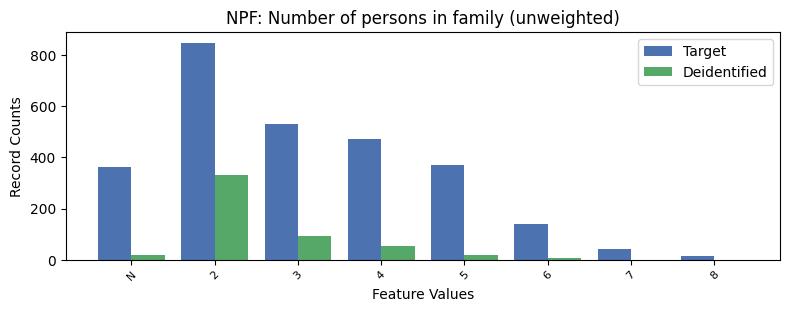 NPF: Number of persons in family (unweighted)
Target
Deidentified
Record Counts
800
600
400
200
0
N 2 3 4 5 6 7 8
Feature Values